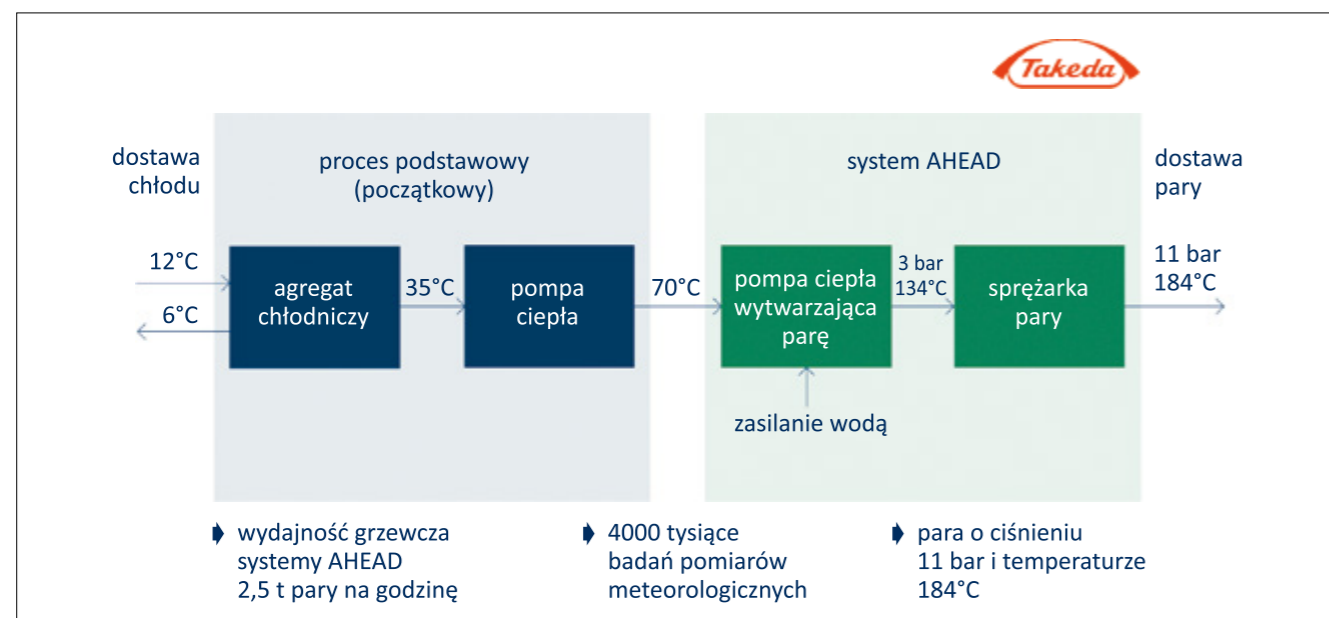 Takeda
dostawa
chłodu
proces podstawowy
(początkowy)
system AHEAD
dostawa
pary
12°C
6°C
agregat
chłodniczy
35°C
pompa
ciepła
70°C
pompa ciepła
wytwarzająca
parę
3 bar
134°C
sprężarka
pary
11 bar
184°C
zasilanie wodą
wydajność grzewcza
systemy AHEAD
2,5 t pary na godzinę
4000 tysiące
badań pomiarów
meteorologicznych
para o ciśnieniu
11 bar i temperaturze
184°C